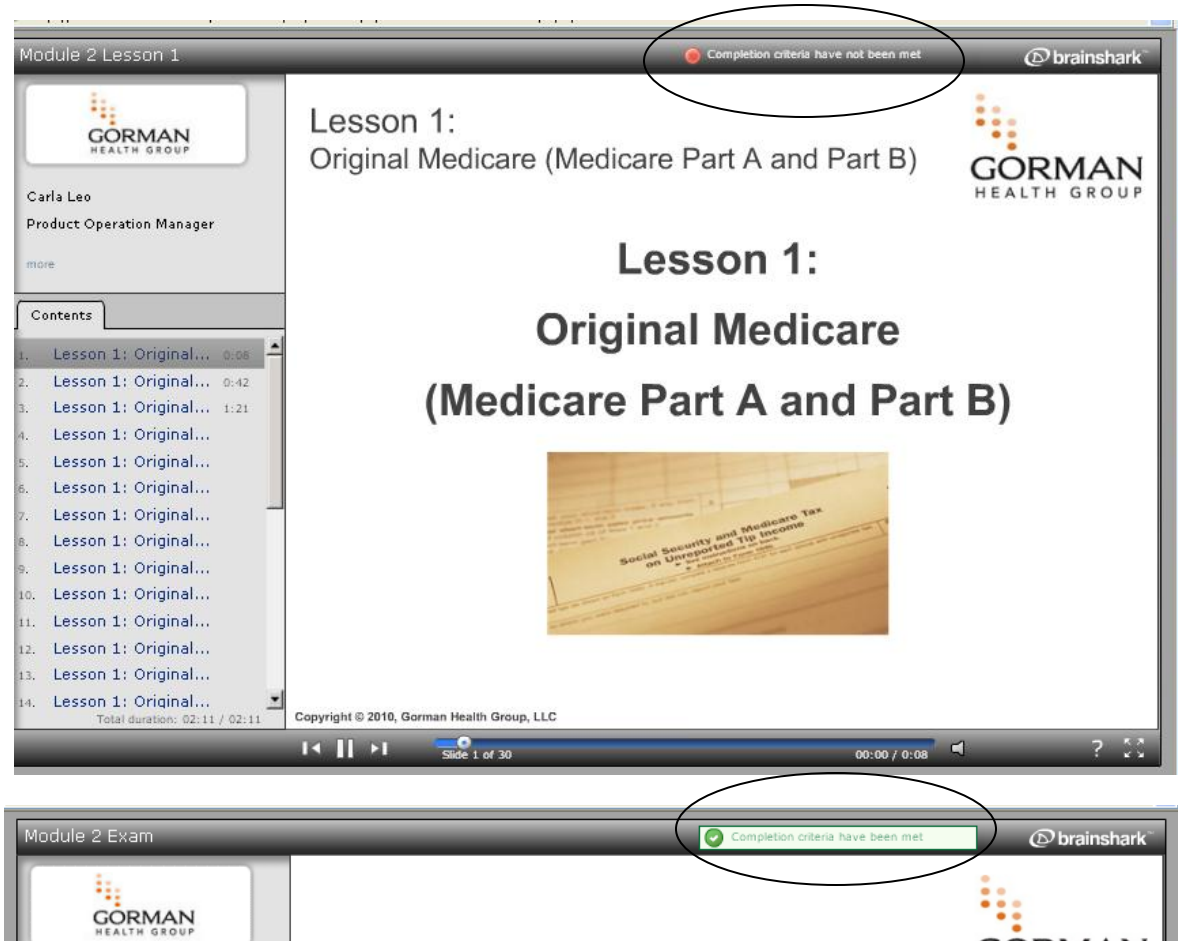 Module 2 Lesson 1
Completion criteria have not been met
brainshark
GORMAN
HEALTH GROUP
Carla Leo
Product Operation Manager
more
Contents
1. Lesson 1: Original... 0:08
2. Lesson 1: Original... 0:42
3. Lesson 1: Original... 1:21
4. Lesson 1: Original...
5. Lesson 1: Original...
6. Lesson 1: Original...
7. Lesson 1: Original...
8. Lesson 1: Original...
9. Lesson 1: Original...
10. Lesson 1: Original...
11. Lesson 1: Original...
12. Lesson 1: Original...
13. Lesson 1: Original...
14. Lesson 1: Original...
Total duration: 02:11 / 02:11
Lesson 1:
Original Medicare (Medicare Part A and Part B)
GORMAN
HEALTH GROUP
Lesson 1:
Original Medicare
(Medicare Part A and Part B)
Social Security and Medicare Tax
on Unreported Tip Income
Copyright © 2010, Gorman Health Group, LLC
Slide 1 of 30
00:00 / 0:08
?
Module 2 Exam
Completion criteria have been met
brainshark
GORMAN
HEALTH GROUP
GORMAN